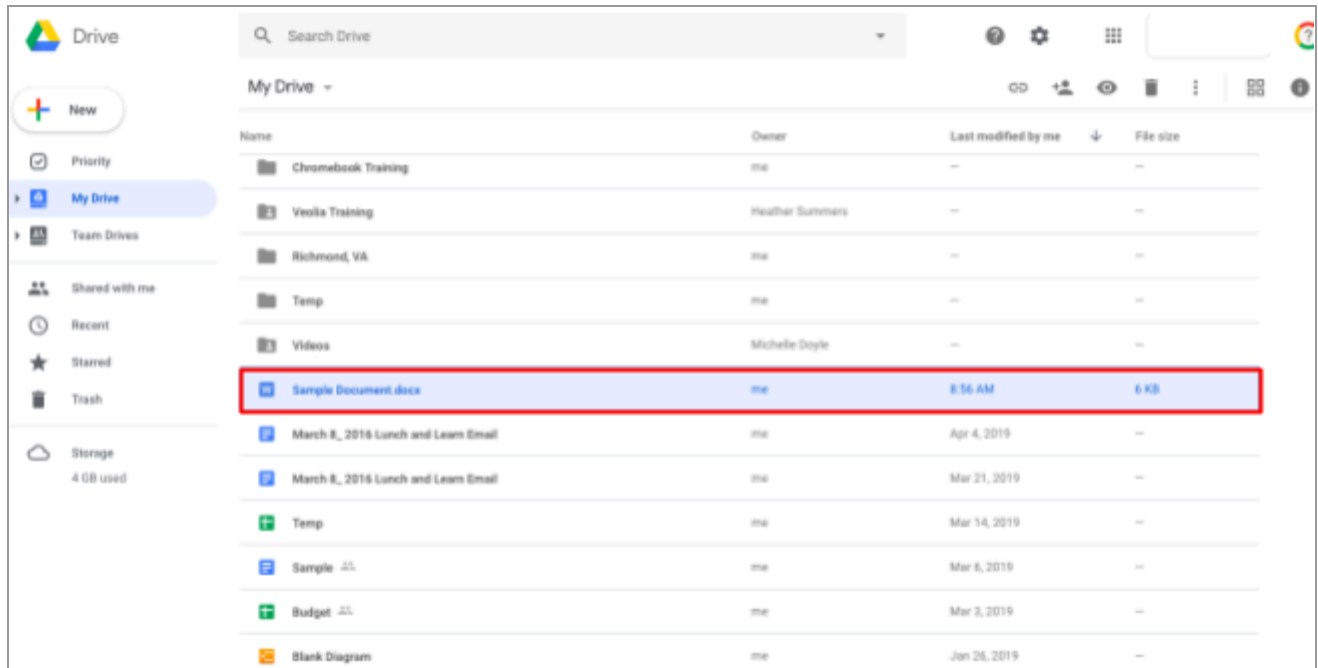 Drive
Search Drive
New
My Drive
Name Owner Last modified by me File size
Priority
My Drive
Team Drives
Shared with me
Recent
Starred
Trash
Storage
4 GB used
Chromebook Training me — —
Veolia Training Heather Summers — —
Richmond, VA me — —
Temp me — —
Videos Michelle Doyle — —
Sample Document.docx me 8:56 AM 6 KB
March 8_ 2016 Lunch and Learn Email me Apr 4, 2019 —
March 8_ 2016 Lunch and Learn Email me Mar 21, 2019 —
Temp me Mar 14, 2019 —
Sample me Mar 6, 2019 —
Budget me Mar 3, 2019 —
Blank Diagram me Jan 26, 2019 —